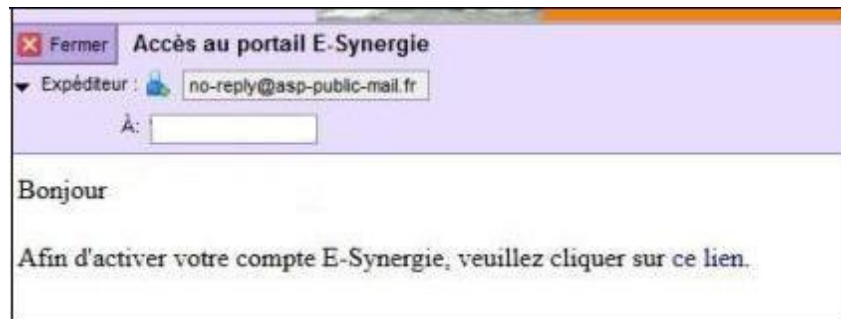 Fermer Accès au portail E-Synergie
Expéditeur : no-reply@asp-public-mail.fr
À:
Bonjour
Afin d'activer votre compte E-Synergie, veuillez cliquer sur ce lien.